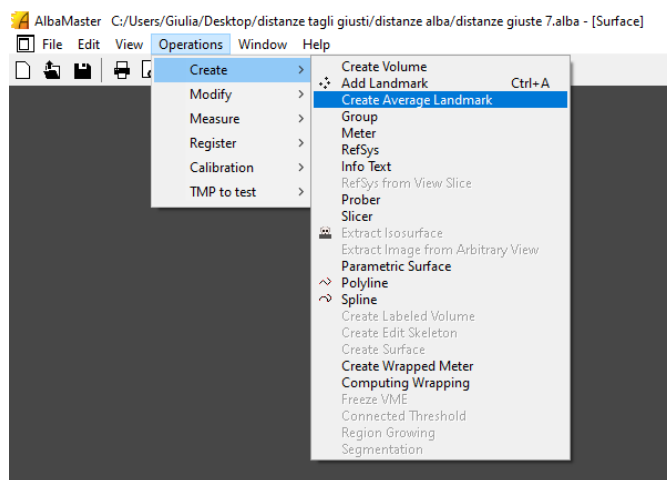 AlbaMaster C:/Users/Giulia/Desktop/distanze tagli giusti/distanze alba/distanze giuste 7.alba - [Surface]
File Edit View Operations Window Help
Create
Modify
Measure
Register
Calibration
TMP to test
Create Volume
Add Landmark Ctrl+A
Create Average Landmark
Group
Meter
RefSys
Info Text
RefSys from View Slice
Prober
Slicer
Extract Isosurface
Extract Image from Arbitrary View
Parametric Surface
Polyline
Spline
Create Labeled Volume
Create Edit Skeleton
Create Surface
Create Wrapped Meter
Computing Wrapping
Freeze VME
Connected Threshold
Region Growing
Segmentation